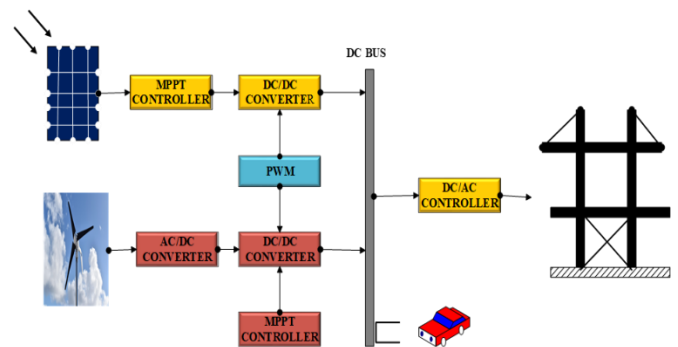 DC BUS
MPPT
CONTROLLER
DC/DC
CONVERTER
PWM
DC/AC
CONTROLLER
AC/DC
CONVERTER
DC/DC
CONVERTER
MPPT
CONTROLLER